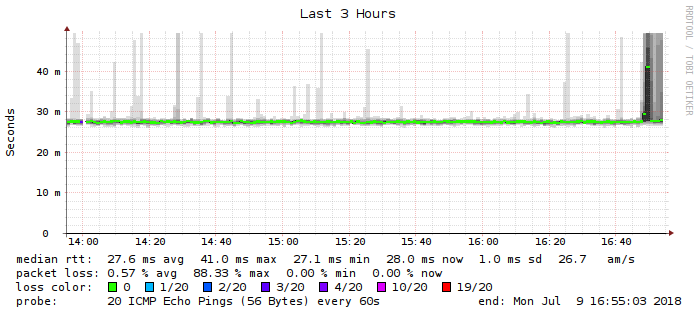 Last 3 Hours
RRDTOOL / TOBI OETIKER
Seconds
40 m
30 m
20 m
10 m
0
14:00 14:20 14:40 15:00 15:20 15:40 16:00 16:20 16:40
median rtt: 27.6 ms avg 41.0 ms max 27.1 ms min 28.0 ms now 1.0 ms sd 26.7 am/s
packet loss: 0.57 % avg 88.33 % max 0.00 % min 0.00 % now
loss color: 0 1/20 2/20 3/20 4/20 10/20 19/20
probe: 20 ICMP Echo Pings (56 Bytes) every 60s end: Mon Jul 9 16:55:03 2018